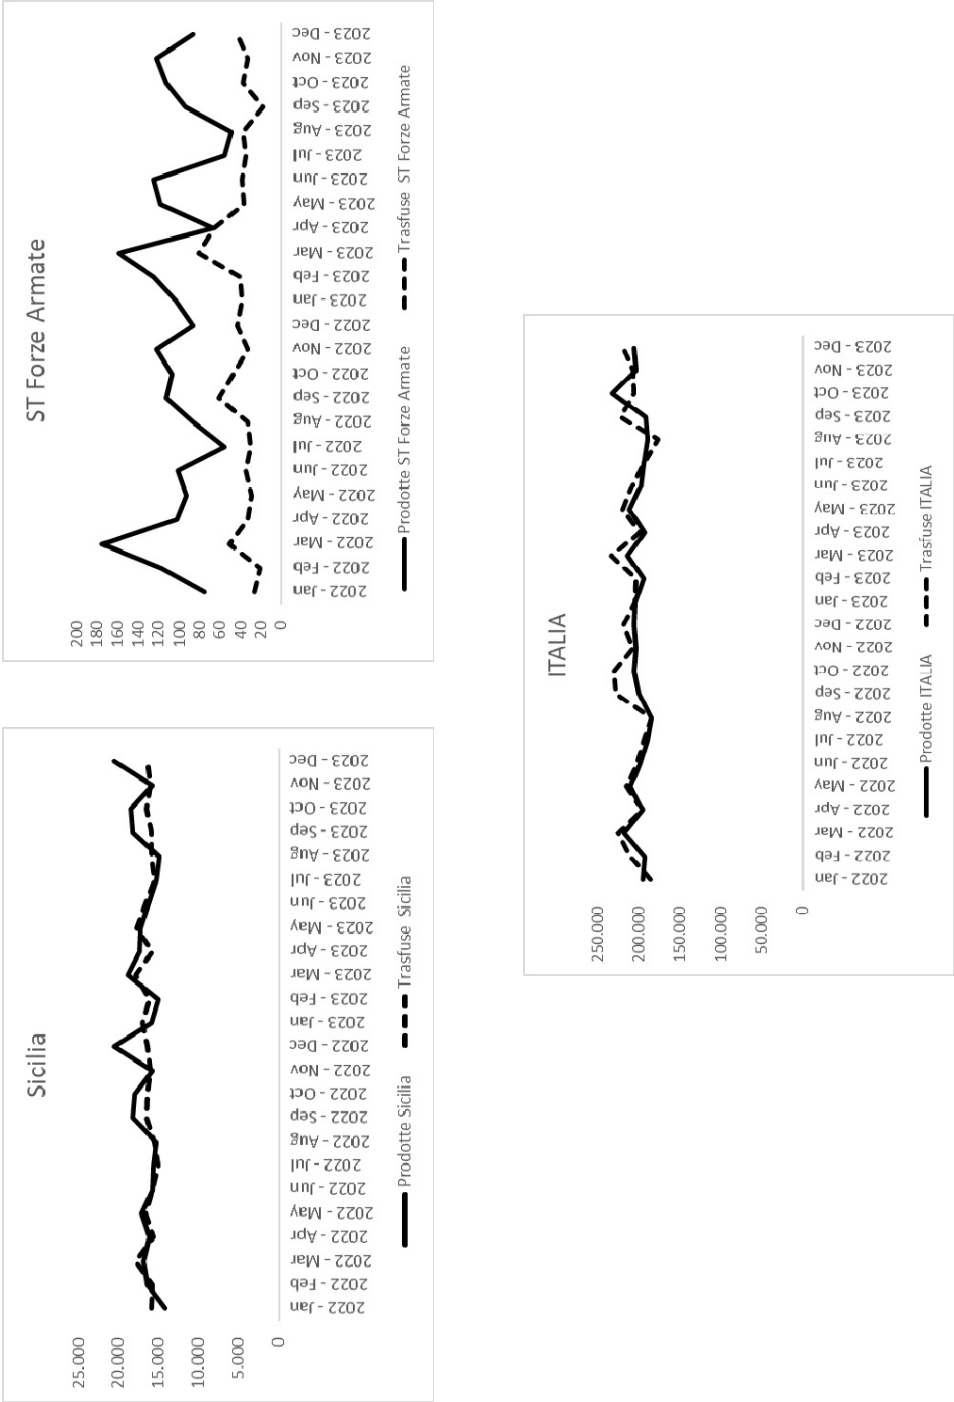 Sicilia
25.000
20.000
15.000
10.000
5.000
0
2022 - Jan
2022 - Feb
2022 - Mar
2022 - Apr
2022 - May
2022 - Jun
2022 - Jul
2022 - Aug
2022 - Sep
2022 - Oct
2022 - Nov
2022 - Dec
2023 - Jan
2023 - Feb
2023 - Mar
2023 - Apr
2023 - May
2023 - Jun
2023 - Jul
2023 - Aug
2023 - Sep
2023 - Oct
2023 - Nov
2023 - Dec
Prodotte Sicilia
Trasfuse Sicilia
ST Forze Armate
200
180
160
140
120
100
80
60
40
20
0
2022 - Jan
2022 - Feb
2022 - Mar
2022 - Apr
2022 - May
2022 - Jun
2022 - Jul
2022 - Aug
2022 - Sep
2022 - Oct
2022 - Nov
2022 - Dec
2023 - Jan
2023 - Feb
2023 - Mar
2023 - Apr
2023 - May
2023 - Jun
2023 - Jul
2023 - Aug
2023 - Sep
2023 - Oct
2023 - Nov
2023 - Dec
Prodotte ST Forze Armate
Trasfuse ST Forze Armate
ITALIA
250.000
200.000
150.000
100.000
50.000
0
2022 - Jan
2022 - Feb
2022 - Mar
2022 - Apr
2022 - May
2022 - Jun
2022 - Jul
2022 - Aug
2022 - Sep
2022 - Oct
2022 - Nov
2022 - Dec
2023 - Jan
2023 - Feb
2023 - Mar
2023 - Apr
2023 - May
2023 - Jun
2023 - Jul
2023 - Aug
2023 - Sep
2023 - Oct
2023 - Nov
2023 - Dec
Prodotte ITALIA
Trasfuse ITALIA